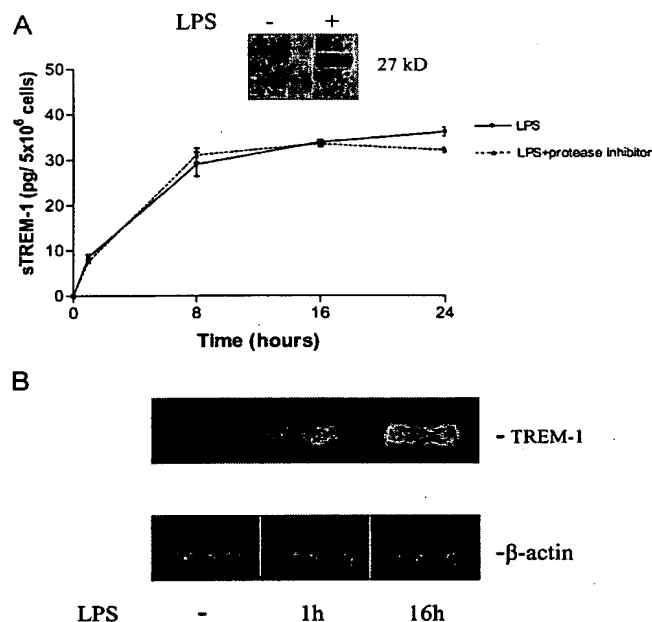 A
LPS - +
27 kD
sTREM-1 (pg/ 5x10⁶ cells)
50
40
30
20
10
0
0 8 16 24
Time (hours)
LPS
LPS+protease Inhibitor
B
- TREM-1
-β-actin
LPS - 1h 16h